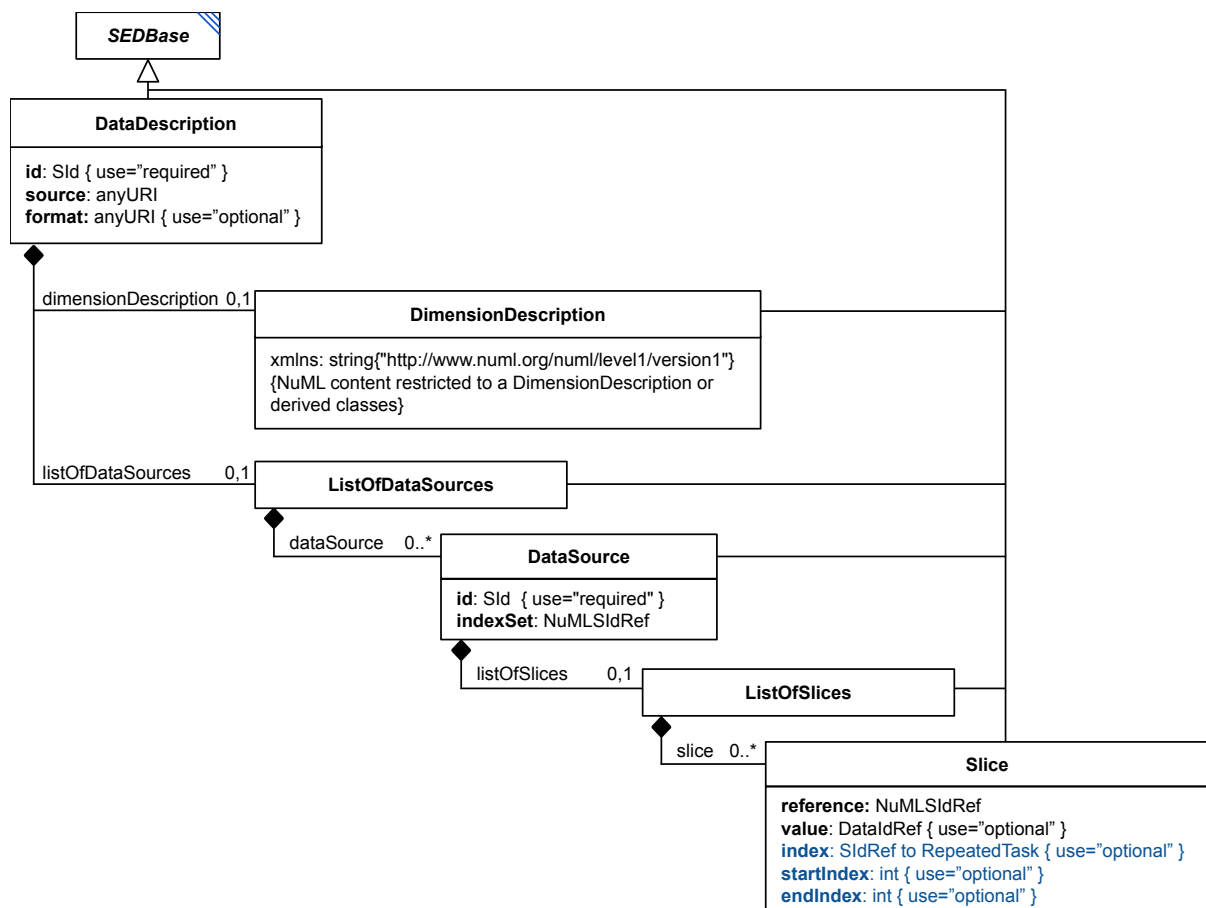 SEDBase
DataDescription
id: SId { use=”required” }
source: anyURI
format: anyURI { use=”optional” }
dimensionDescription 0,1
DimensionDescription
xmlns: string{"http://www.numl.org/numl/level1/version1"}
{NuML content restricted to a DimensionDescription or
derived classes}
listOfDataSources 0,1
ListOfDataSources
dataSource 0..*
DataSource
id: SId { use="required" }
indexSet: NuMLSIdRef
listOfSlices 0,1
ListOfSlices
slice 0..*
Slice
reference: NuMLSIdRef
value: DataIdRef { use=”optional” }
index: SIdRef to RepeatedTask { use=”optional” }
startIndex: int { use=”optional” }
endIndex: int { use=”optional” }